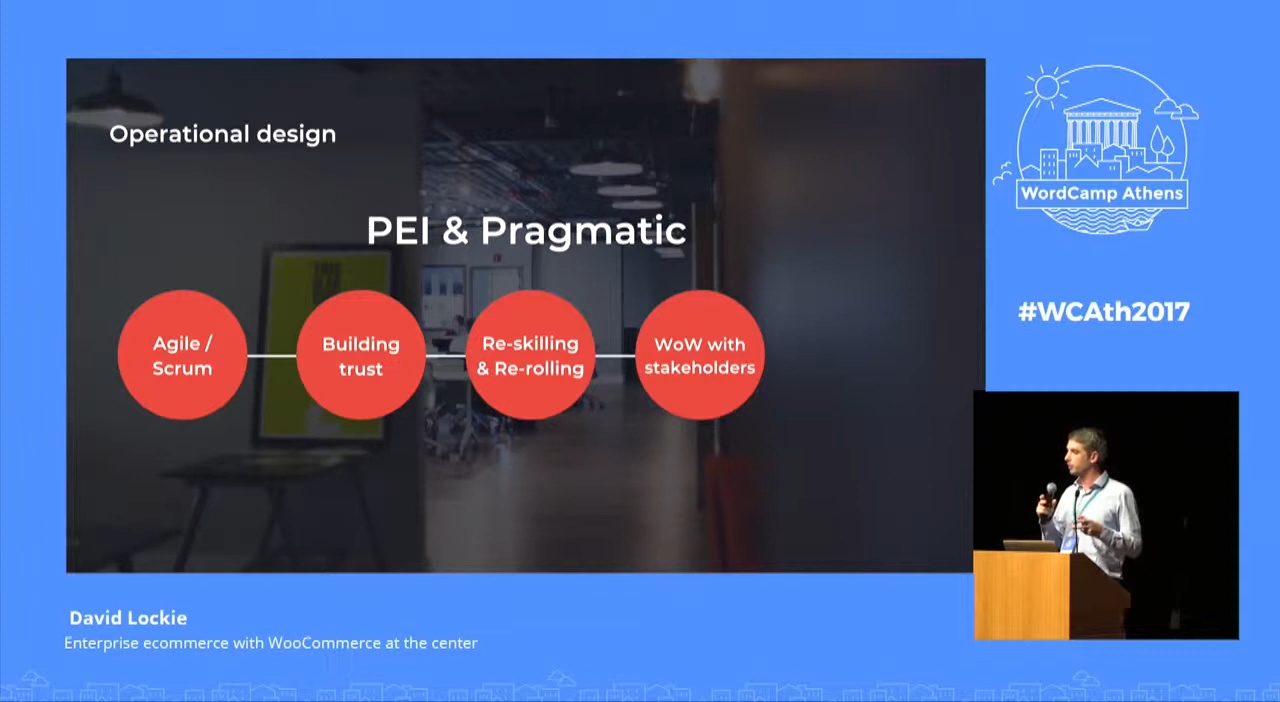 Operational design
PEI & Pragmatic
Agile /
Scrum
Building
trust
Re-skilling
& Re-rolling
WoW with
stakeholders
WordCamp Athens
#WCAth2017
David Lockie
Enterprise ecommerce with WooCommerce at the center